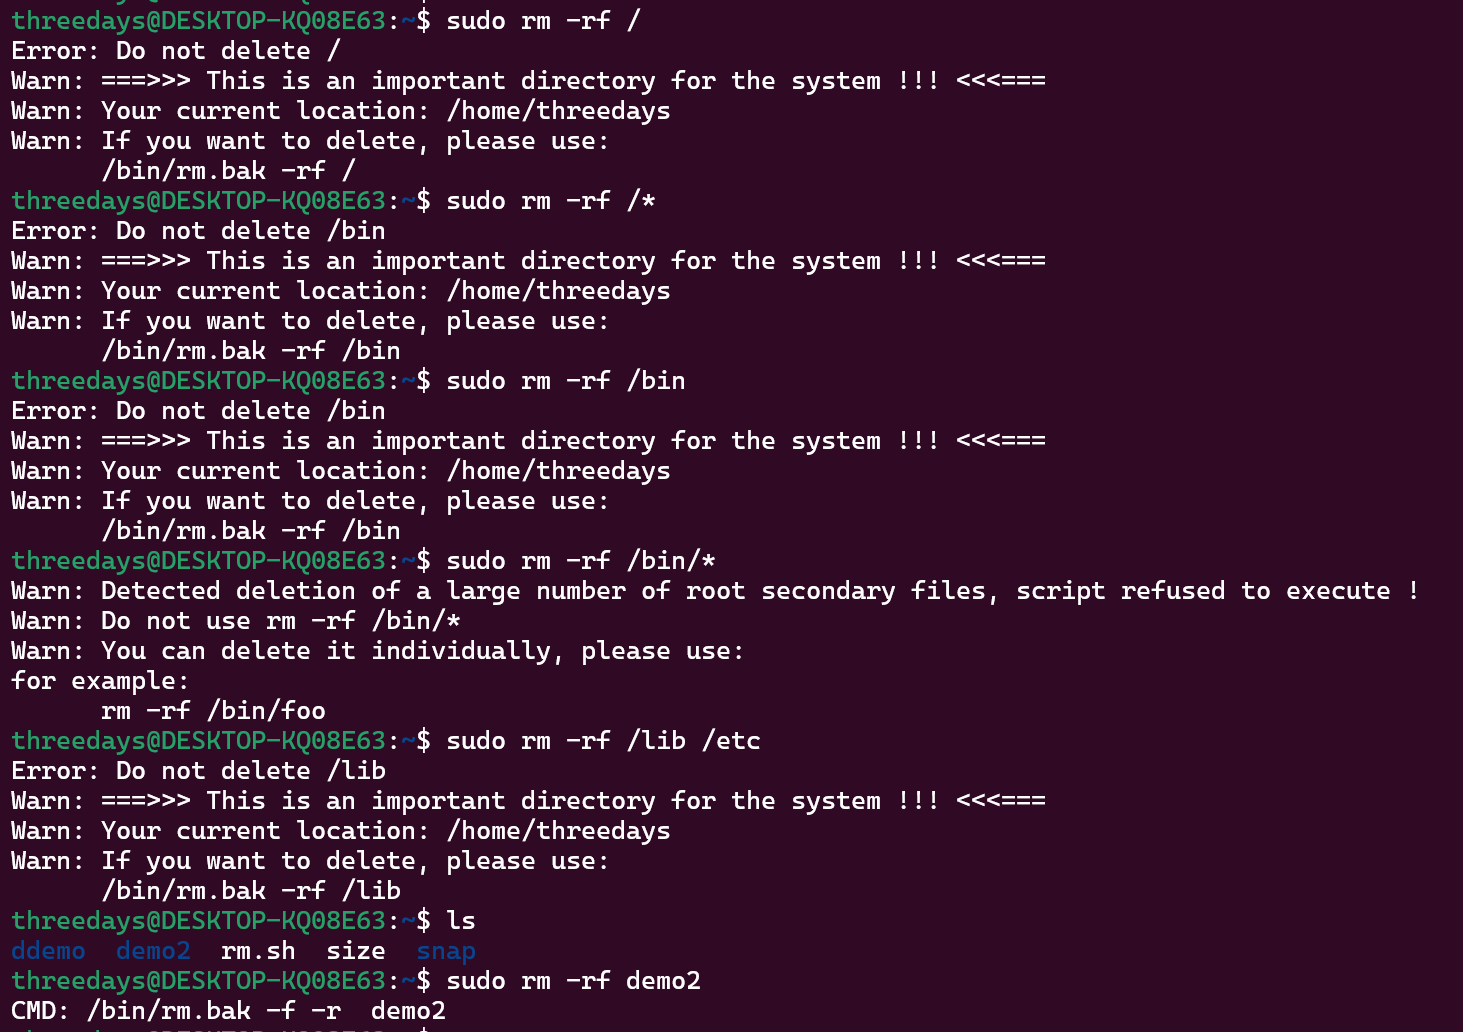 threedays@DESKTOP-KQ08E63:~$ sudo rm -rf /
Error: Do not delete /
Warn: ===>>> This is an important directory for the system !!! <<<===
Warn: Your current location: /home/threedays
Warn: If you want to delete, please use:
      /bin/rm.bak -rf /
threedays@DESKTOP-KQ08E63:~$ sudo rm -rf /*
Error: Do not delete /bin
Warn: ===>>> This is an important directory for the system !!! <<<===
Warn: Your current location: /home/threedays
Warn: If you want to delete, please use:
      /bin/rm.bak -rf /bin
threedays@DESKTOP-KQ08E63:~$ sudo rm -rf /bin
Error: Do not delete /bin
Warn: ===>>> This is an important directory for the system !!! <<<===
Warn: Your current location: /home/threedays
Warn: If you want to delete, please use:
      /bin/rm.bak -rf /bin
threedays@DESKTOP-KQ08E63:~$ sudo rm -rf /bin/*
Warn: Detected deletion of a large number of root secondary files, script refused to execute !
Warn: Do not use rm -rf /bin/*
Warn: You can delete it individually, please use:
for example:
      rm -rf /bin/foo
threedays@DESKTOP-KQ08E63:~$ sudo rm -rf /lib /etc
Error: Do not delete /lib
Warn: ===>>> This is an important directory for the system !!! <<<===
Warn: Your current location: /home/threedays
Warn: If you want to delete, please use:
      /bin/rm.bak -rf /lib
threedays@DESKTOP-KQ08E63:~$ ls
ddemo  demo2  rm.sh  size  snap
threedays@DESKTOP-KQ08E63:~$ sudo rm -rf demo2
CMD: /bin/rm.bak -f -r  demo2